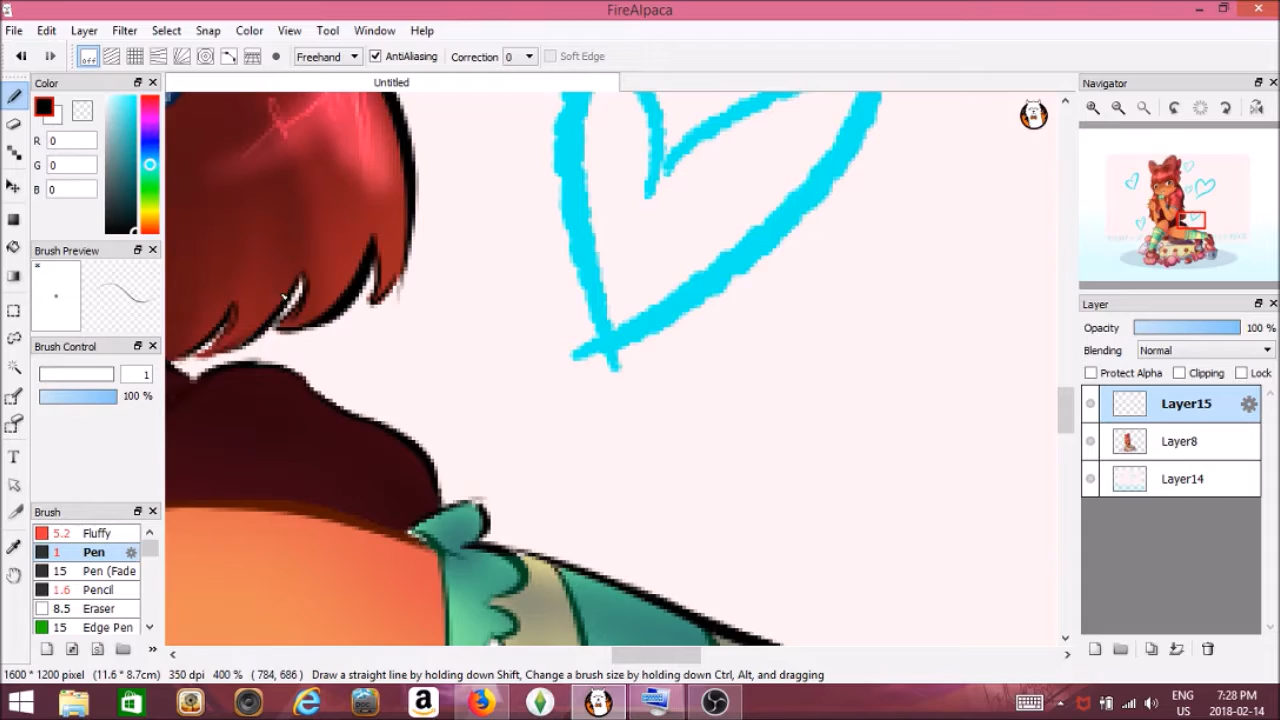 FireAlpaca
File Edit Layer Filter Select Snap Color View Tool Window Help
off Freehand AntiAliasing Correction 0 Soft Edge
Color Untitled Navigator
R 0
G 0
B 0
Brush Preview
*
Layer
Opacity 100 %
Brush Control Blending Normal
1 Protect Alpha Clipping Lock
100 % Layer15
Layer8
Layer14
T
Brush
5.2 Fluffy
1 Pen
15 Pen (Fade
1.6 Pencil
8.5 Eraser
15 Edge Pen
1600 * 1200 pixel (11.6 * 8.7cm) 350 dpi 400 % ( 784, 686 ) Draw a straight line by holding down Shift, Change a brush size by holding down Ctrl, Alt, and dragging
ENG 7:28 PM
US 2018-02-14